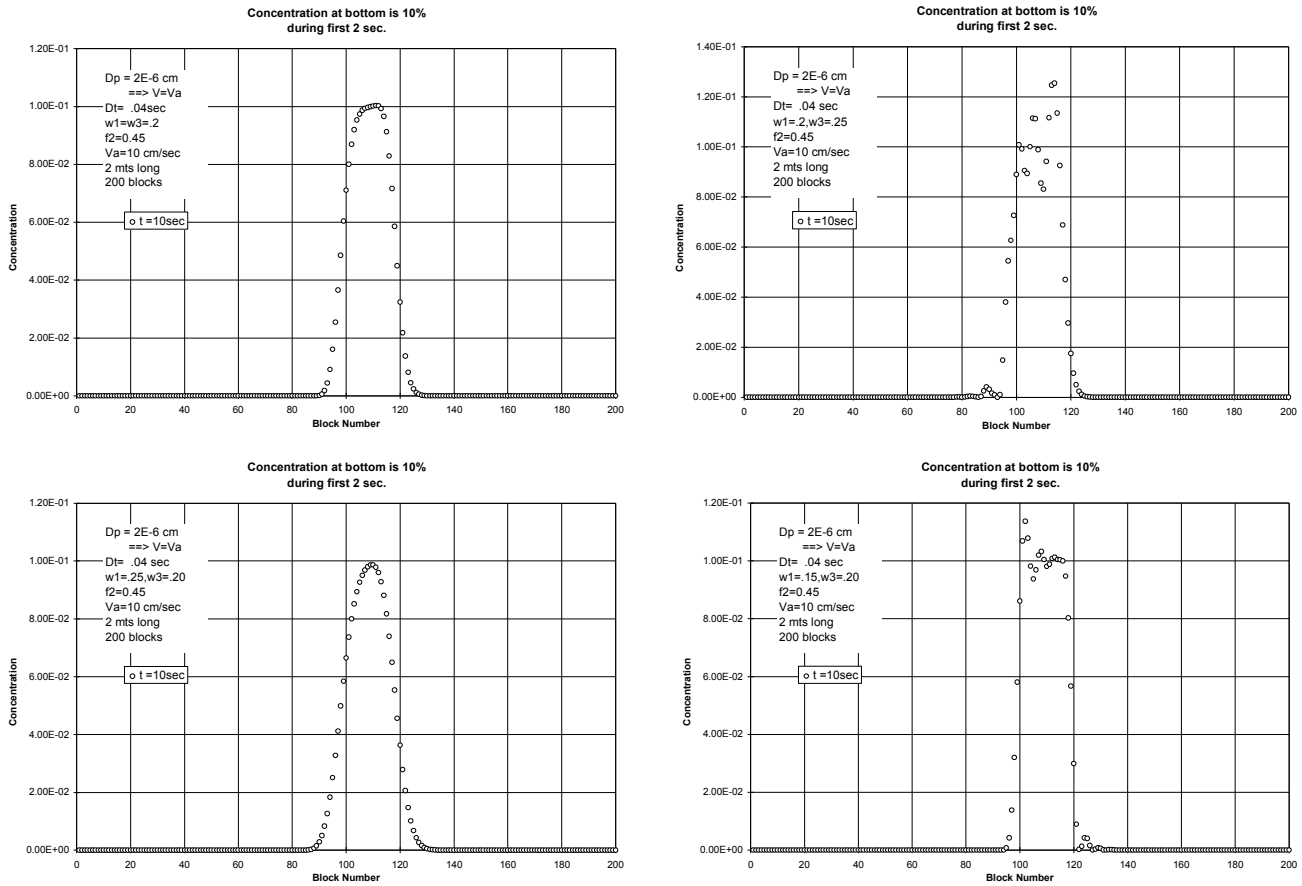 Concentration at bottom is 10%
during first 2 sec.
1.20E-01
1.00E-01
8.00E-02
6.00E-02
4.00E-02
2.00E-02
0.00E+00
Concentration
Dp = 2E-6 cm
==> V=Va
Dt= .04sec
w1=w3=.2
f2=0.45
Va=10 cm/sec
2 mts long
200 blocks
t =10sec
0 20 40 60 80 100 120 140 160 180 200
Block Number
Concentration at bottom is 10%
during first 2 sec.
1.40E-01
1.20E-01
1.00E-01
8.00E-02
6.00E-02
4.00E-02
2.00E-02
0.00E+00
Concentration
Dp = 2E-6 cm
==> V=Va
Dt= .04 sec
w1=.2,w3=.25
f2=0.45
Va=10 cm/sec
2 mts long
200 blocks
t =10sec
0 20 40 60 80 100 120 140 160 180 200
Block Number
Concentration at bottom is 10%
during first 2 sec.
1.20E-01
1.00E-01
8.00E-02
6.00E-02
4.00E-02
2.00E-02
0.00E+00
Concentration
Dp = 2E-6 cm
==> V=Va
Dt= .04 sec
w1=.25,w3=.20
f2=0.45
Va=10 cm/sec
2 mts long
200 blocks
t =10sec
0 20 40 60 80 100 120 140 160 180 200
Block Number
Concentration at bottom is 10%
during first 2 sec.
1.20E-01
1.00E-01
8.00E-02
6.00E-02
4.00E-02
2.00E-02
0.00E+00
Concentration
Dp = 2E-6 cm
==> V=Va
Dt= .04 sec
w1=.15,w3=.20
f2=0.45
Va=10 cm/sec
2 mts long
200 blocks
t =10sec
0 20 40 60 80 100 120 140 160 180 200
Block Number